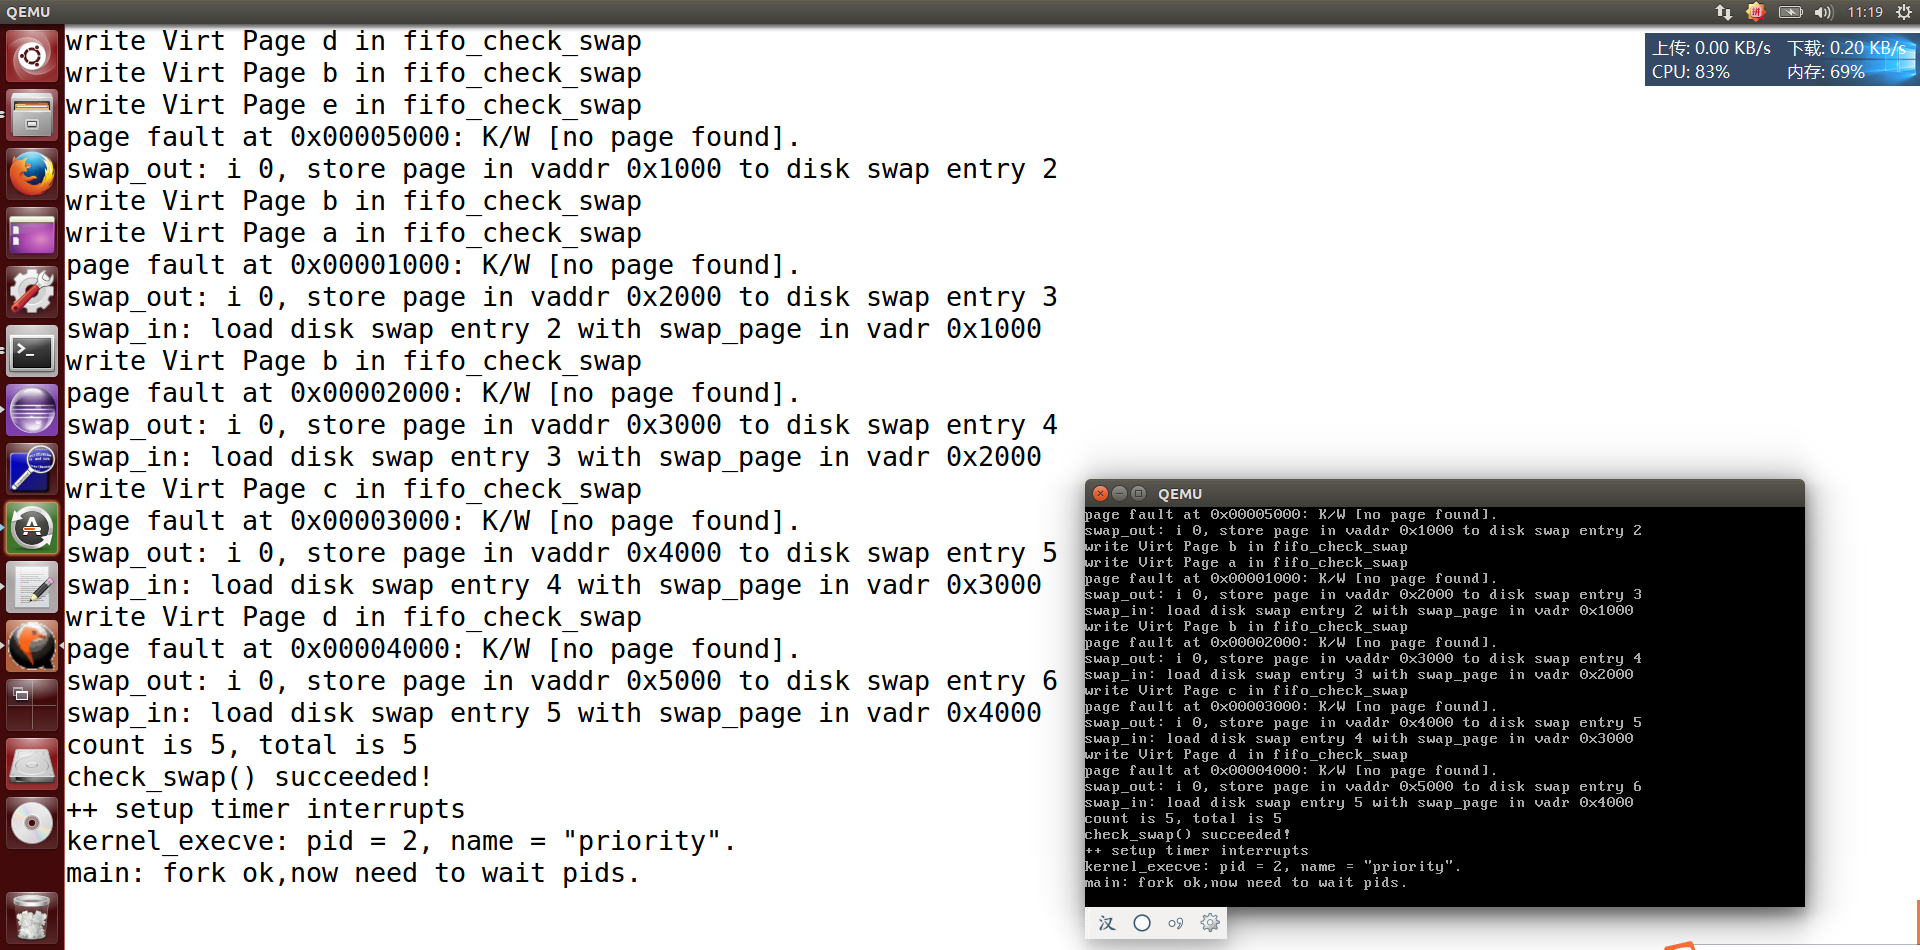 QEMU
11:19
上传: 0.00 KB/s 下载: 0.20 KB/s
CPU: 83% 内存: 69%
write Virt Page d in fifo_check_swap
write Virt Page b in fifo_check_swap
write Virt Page e in fifo_check_swap
page fault at 0x00005000: K/W [no page found].
swap_out: i 0, store page in vaddr 0x1000 to disk swap entry 2
write Virt Page b in fifo_check_swap
write Virt Page a in fifo_check_swap
page fault at 0x00001000: K/W [no page found].
swap_out: i 0, store page in vaddr 0x2000 to disk swap entry 3
swap_in: load disk swap entry 2 with swap_page in vadr 0x1000
write Virt Page b in fifo_check_swap
page fault at 0x00002000: K/W [no page found].
swap_out: i 0, store page in vaddr 0x3000 to disk swap entry 4
swap_in: load disk swap entry 3 with swap_page in vadr 0x2000
write Virt Page c in fifo_check_swap
page fault at 0x00003000: K/W [no page found].
swap_out: i 0, store page in vaddr 0x4000 to disk swap entry 5
swap_in: load disk swap entry 4 with swap_page in vadr 0x3000
write Virt Page d in fifo_check_swap
page fault at 0x00004000: K/W [no page found].
swap_out: i 0, store page in vaddr 0x5000 to disk swap entry 6
swap_in: load disk swap entry 5 with swap_page in vadr 0x4000
count is 5, total is 5
check_swap() succeeded!
++ setup timer interrupts
kernel_execve: pid = 2, name = "priority".
main: fork ok,now need to wait pids.
QEMU
page fault at 0x00005000: K/W [no page found].
swap_out: i 0, store page in vaddr 0x1000 to disk swap entry 2
write Virt Page b in fifo_check_swap
write Virt Page a in fifo_check_swap
page fault at 0x00001000: K/W [no page found].
swap_out: i 0, store page in vaddr 0x2000 to disk swap entry 3
swap_in: load disk swap entry 2 with swap_page in vadr 0x1000
write Virt Page b in fifo_check_swap
page fault at 0x00002000: K/W [no page found].
swap_out: i 0, store page in vaddr 0x3000 to disk swap entry 4
swap_in: load disk swap entry 3 with swap_page in vadr 0x2000
write Virt Page c in fifo_check_swap
page fault at 0x00003000: K/W [no page found].
swap_out: i 0, store page in vaddr 0x4000 to disk swap entry 5
swap_in: load disk swap entry 4 with swap_page in vadr 0x3000
write Virt Page d in fifo_check_swap
page fault at 0x00004000: K/W [no page found].
swap_out: i 0, store page in vaddr 0x5000 to disk swap entry 6
swap_in: load disk swap entry 5 with swap_page in vadr 0x4000
count is 5, total is 5
check_swap() succeeded!
++ setup timer interrupts
kernel_execve: pid = 2, name = "priority".
main: fork ok,now need to wait pids.
汉